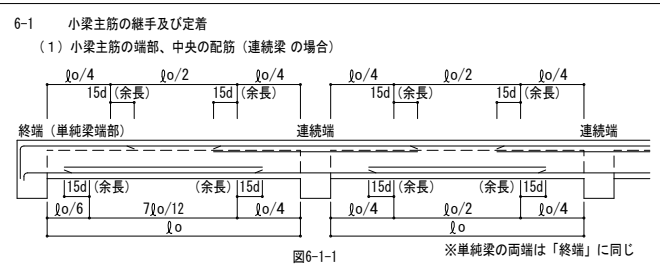 6-1 小梁主筋の継手及び定着
(1)小梁主筋の端部、中央の配筋(連続梁 の場合)
ℓo/4 ℓo/2 ℓo/4 ℓo/4 ℓo/2 ℓo/4
15d (余長) 15d (余長) 15d (余長) 15d (余長)
終端(単純梁端部) 連続端 連続端
15d (余長) (余長) 15d 15d (余長) (余長) 15d
ℓo/6 7ℓo/12 ℓo/4 ℓo/4 ℓo/2 ℓo/4
ℓo ℓo
図6-1-1 ※単純梁の両端は「終端」に同じ